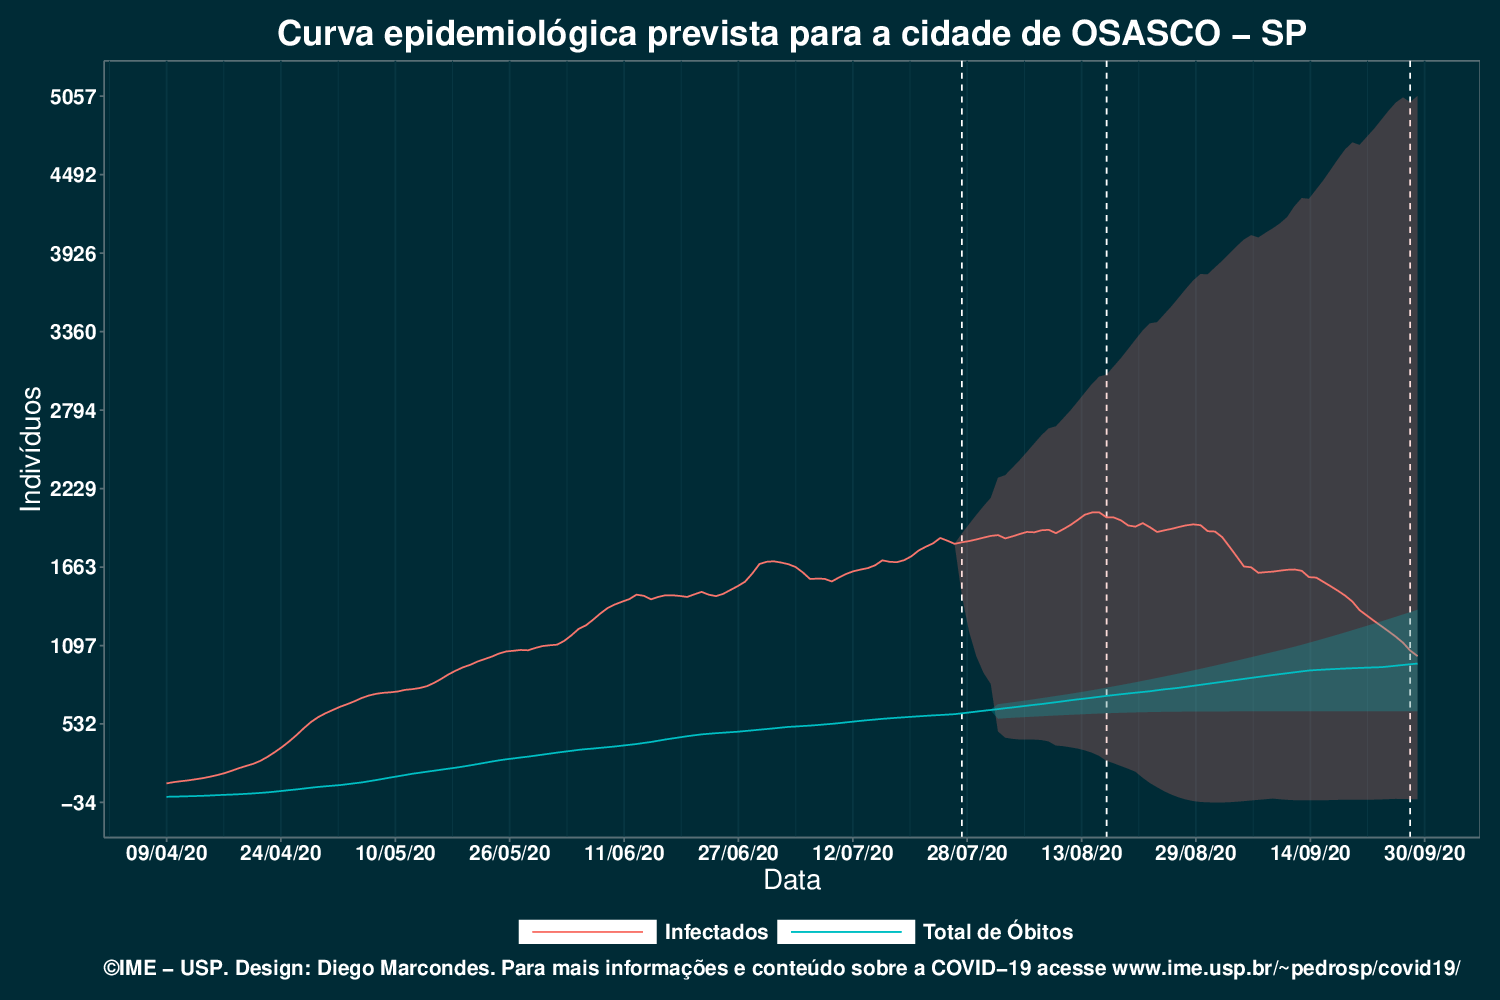 Curva epidemiológica prevista para a cidade de OSASCO – SP
5057
4492
3926
3360
2794
2229
1663
1097
532
−34
Indivíduos
09/04/20 24/04/20 10/05/20 26/05/20 11/06/20 27/06/20 12/07/20 28/07/20 13/08/20 29/08/20 14/09/20 30/09/20
Data
Infectados Total de Óbitos
©IME – USP. Design: Diego Marcondes. Para mais informações e conteúdo sobre a COVID−19 acesse www.ime.usp.br/~pedrosp/covid19/